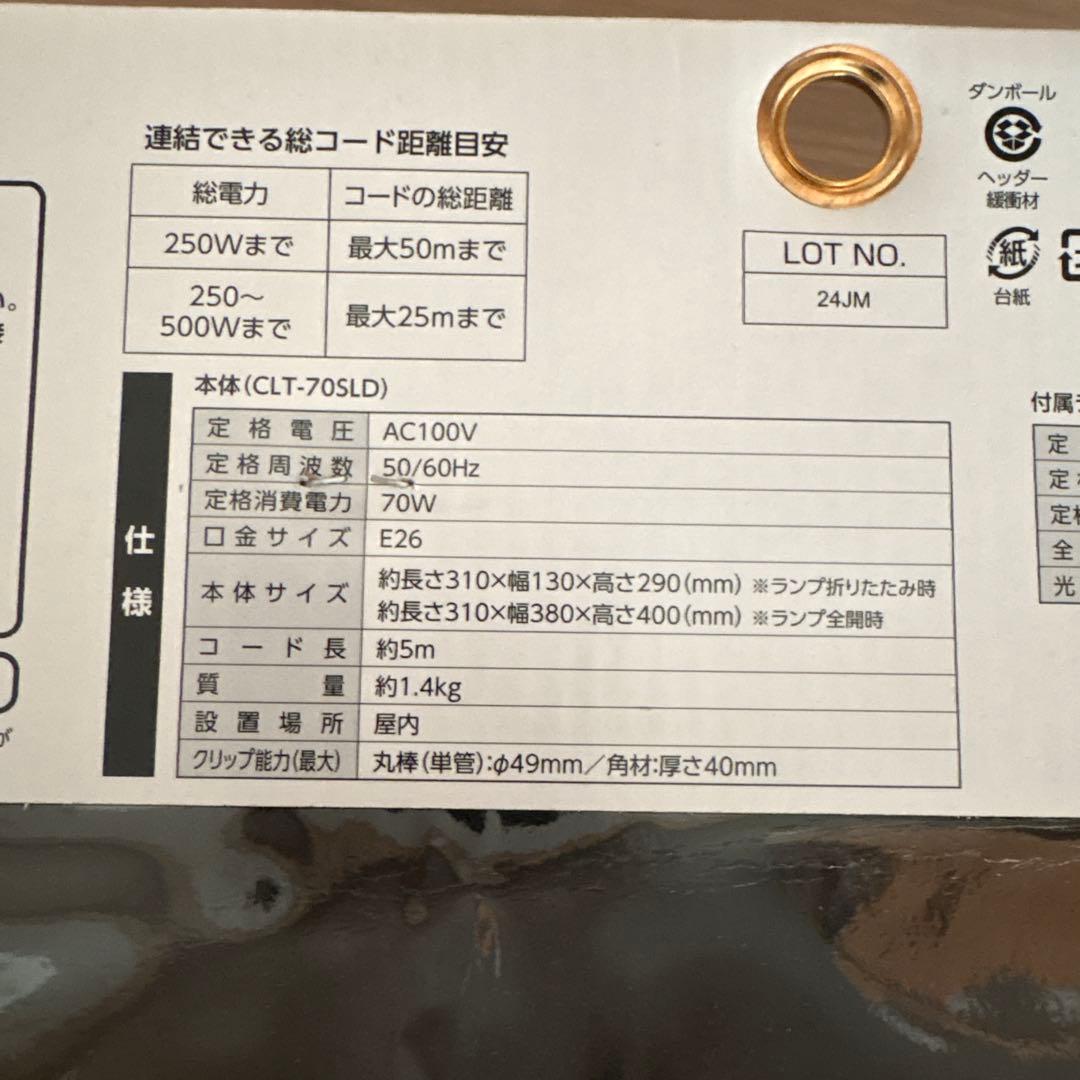 連結できる総コード距離目安
総電力 コードの総距離
250Wまで 最大50mまで
250～
500Wまで 最大25mまで
LOT NO.
24JM
ダンボール
ヘッダー
緩衝材
紙
台紙
い。
が
仕様
本体(CLT-70SLD)
定格電圧 AC100V
定格周波数 50/60Hz
定格消費電力 70W
口金サイズ E26
本体サイズ 約長さ310×幅130×高さ290(mm) ※ランプ折りたたみ時
約長さ310×幅380×高さ400(mm) ※ランプ全開時
コード長 約5m
質量 約1.4kg
設置場所 屋内
クリップ能力(最大) 丸棒(単管):φ49mm／角材:厚さ40mm
付属
定
定
定格
全
光